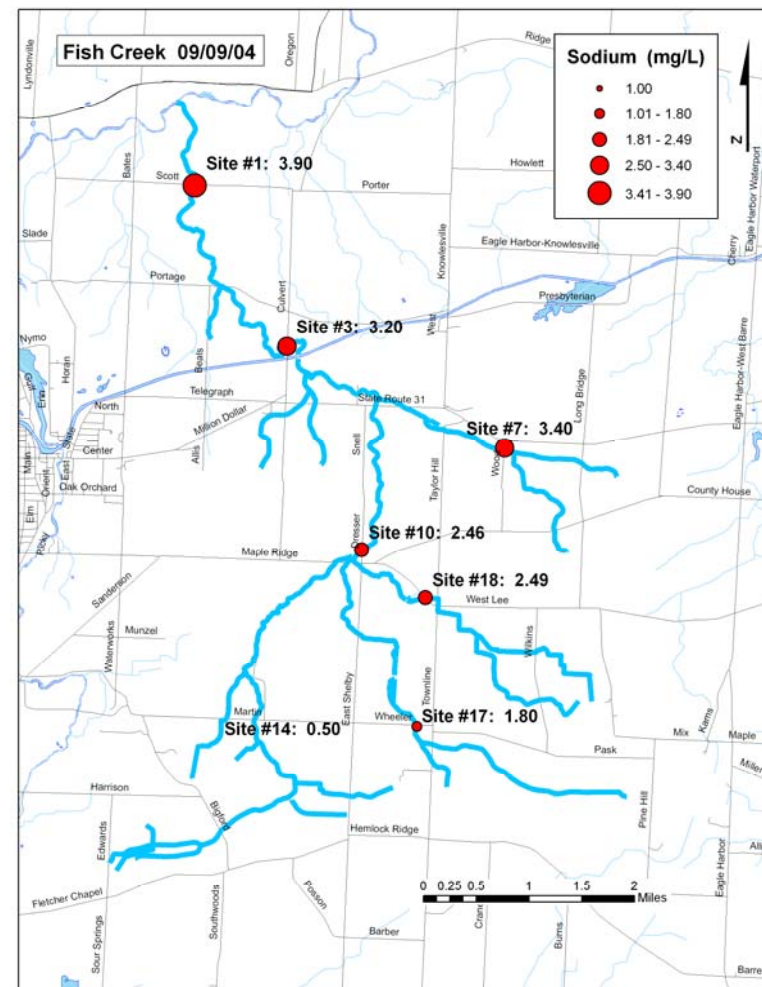 Fish Creek 09/09/04
Sodium (mg/L)
1.00
1.01 - 1.80
1.81 - 2.49
2.50 - 3.40
3.41 - 3.90
N
Lyndonville
Oregon
Ridge
Bates
Site #1: 3.90
Scott
Porter
Howlett
Eagle Harbor Waterport
Slade
Knowlesville
Eagle Harbor-Knowlesville
Cherry
Portage
Culvert
Presbyterian
West
Site #3: 3.20
Nymo
Horan
Beals
Erin
Telegraph
State Route 31
Long Bridge
Eagle Harbor-West Barre
North
Million Dollar
State
Site #7: 3.40
Main
Orient
East
Center
Allis
Snell
Taylor Hill
Oak Orchard
County House
Elm
Site #10: 2.46
Dresser
Maple Ridge
Site #18: 2.49
West Lee
Sanderson
Munzel
Waterworks
Wilkins
East Shelby
Townline
Martin
Wheeler
Site #17: 1.80
Site #14: 0.50
Mix
Maple
Kams
Pask
Harrison
Bigford
Pine Hill
Edwards
Hemlock Ridge
Eagle Harbor
Fletcher Chapel
0 0.25 0.5 1 1.5 2
Miles
Sour Springs
Southwoods
Posson
Barber
Burns
Barre